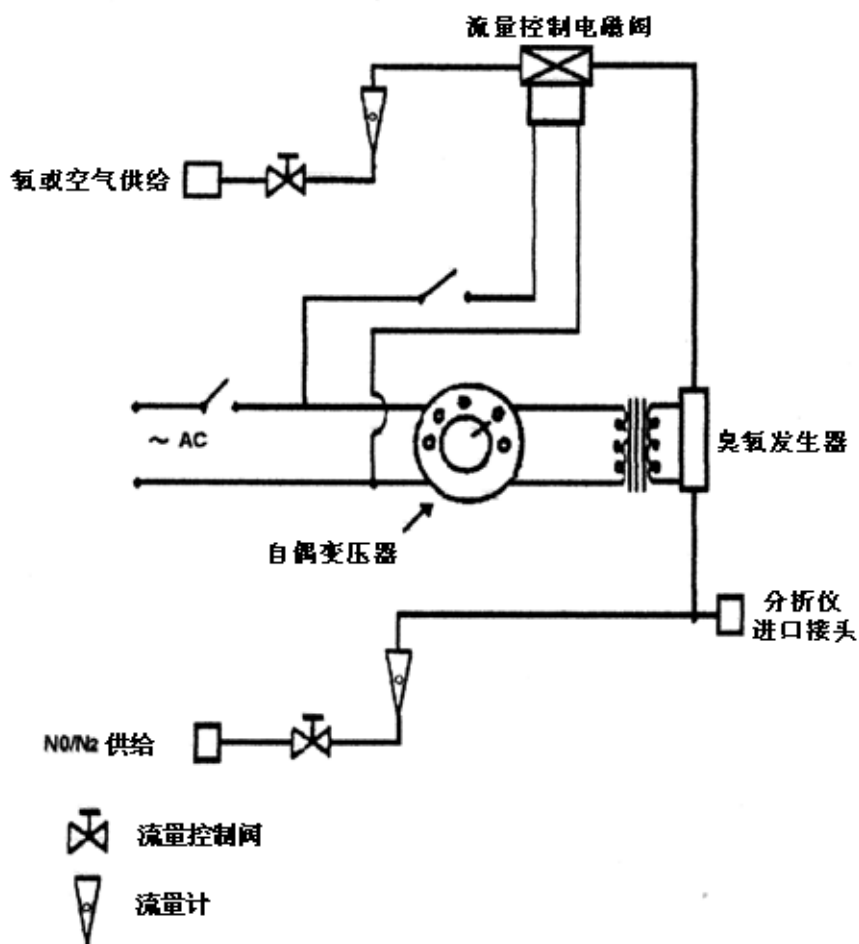 流量控制电磁阀
氧或空气供给
~ AC
臭氧发生器
自偶变压器
分析仪
进口接头
N0/N2 供给
流量控制阀
流量计